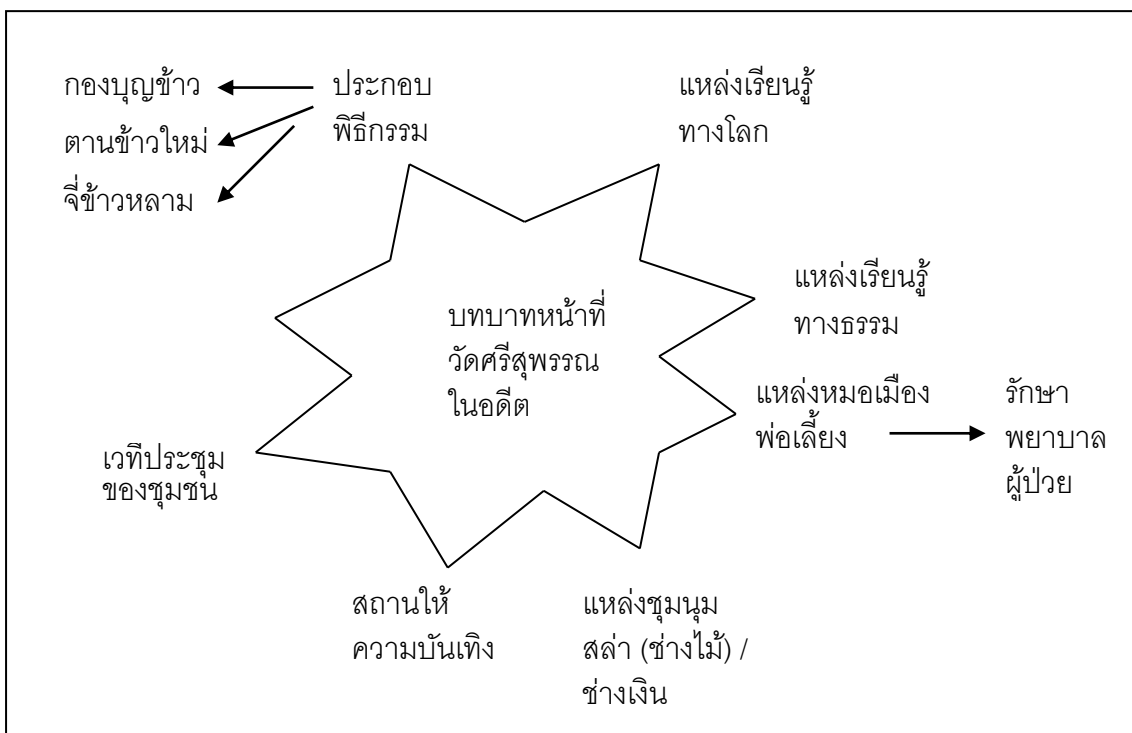 กองบุญข้าว
ตานข้าวใหม่
จี่ข้าวหลาม
ประกอบ
พิธีกรรม
แหล่งเรียนรู้
ทางโลก
แหล่งเรียนรู้
ทางธรรม
บทบาทหน้าที่
วัดศรีสุพรรณ
ในอดีต
แหล่งหมอเมือง
พ่อเลี้ยง
รักษา
พยาบาล
ผู้ป่วย
เวทีประชุม
ของชุมชน
สถานให้
ความบันเทิง
แหล่งชุมนุม
สล่า (ช่างไม้) /
ช่างเงิน